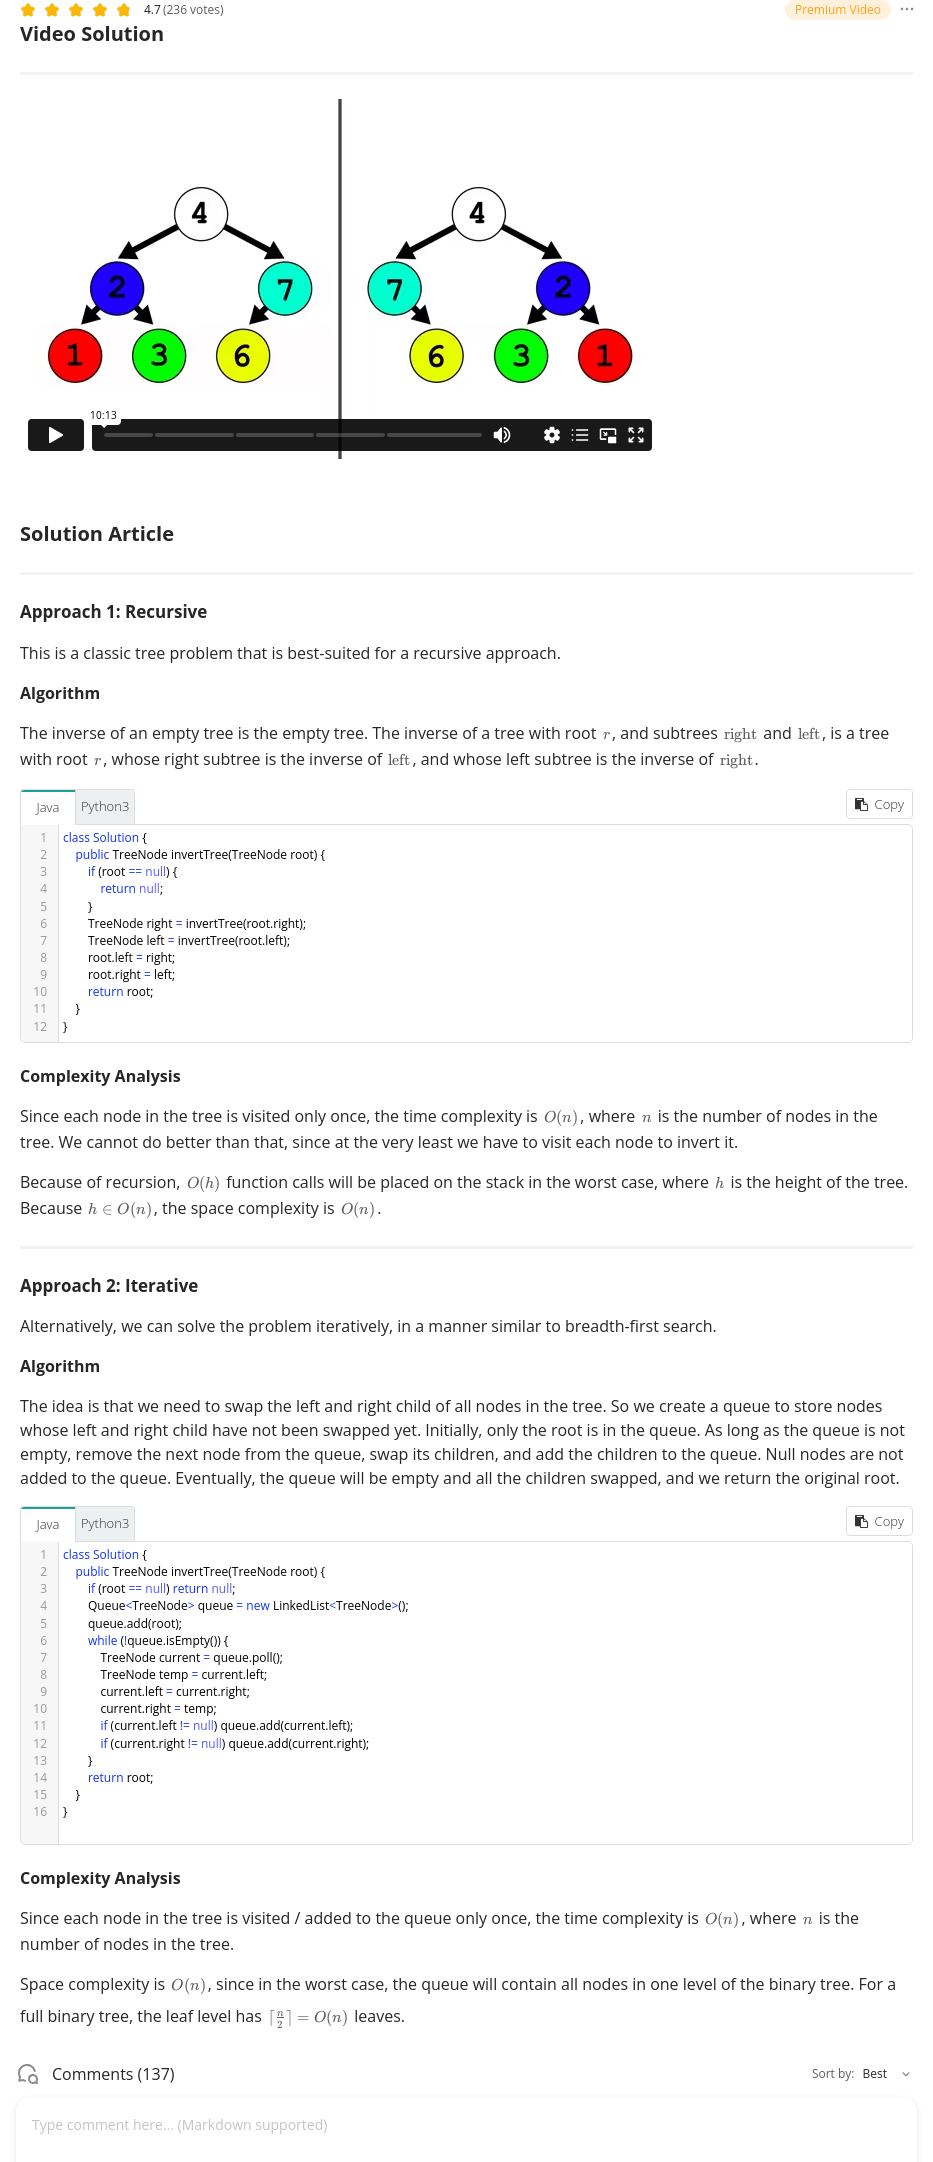 4.7 (236 votes)
Premium Video
Video Solution
4
4
2
7
7
2
1
3
6
6
3
1
10:13
Solution Article
Approach 1: Recursive
This is a classic tree problem that is best-suited for a recursive approach.
Algorithm
The inverse of an empty tree is the empty tree. The inverse of a tree with root r, and subtrees right and left, is a tree
with root r, whose right subtree is the inverse of left, and whose left subtree is the inverse of right.
Java Python3 Copy
1 class Solution {
2 public TreeNode invertTree(TreeNode root) {
3 if (root == null) {
4 return null;
5 }
6 TreeNode right = invertTree(root.right);
7 TreeNode left = invertTree(root.left);
8 root.left = right;
9 root.right = left;
10 return root;
11 }
12 }
Complexity Analysis
Since each node in the tree is visited only once, the time complexity is O(n), where n is the number of nodes in the
tree. We cannot do better than that, since at the very least we have to visit each node to invert it.
Because of recursion, O(h) function calls will be placed on the stack in the worst case, where h is the height of the tree.
Because h ∈ O(n), the space complexity is O(n).
Approach 2: Iterative
Alternatively, we can solve the problem iteratively, in a manner similar to breadth-first search.
Algorithm
The idea is that we need to swap the left and right child of all nodes in the tree. So we create a queue to store nodes
whose left and right child have not been swapped yet. Initially, only the root is in the queue. As long as the queue is not
empty, remove the next node from the queue, swap its children, and add the children to the queue. Null nodes are not
added to the queue. Eventually, the queue will be empty and all the children swapped, and we return the original root.
Java Python3 Copy
1 class Solution {
2 public TreeNode invertTree(TreeNode root) {
3 if (root == null) return null;
4 Queue<TreeNode> queue = new LinkedList<TreeNode>();
5 queue.add(root);
6 while (!queue.isEmpty()) {
7 TreeNode current = queue.poll();
8 TreeNode temp = current.left;
9 current.left = current.right;
10 current.right = temp;
11 if (current.left != null) queue.add(current.left);
12 if (current.right != null) queue.add(current.right);
13 }
14 return root;
15 }
16 }
Complexity Analysis
Since each node in the tree is visited / added to the queue only once, the time complexity is O(n), where n is the
number of nodes in the tree.
Space complexity is O(n), since in the worst case, the queue will contain all nodes in one level of the binary tree. For a
full binary tree, the leaf level has ⌈n/2⌉ = O(n) leaves.
Comments (137)
Sort by: Best
Type comment here... (Markdown supported)